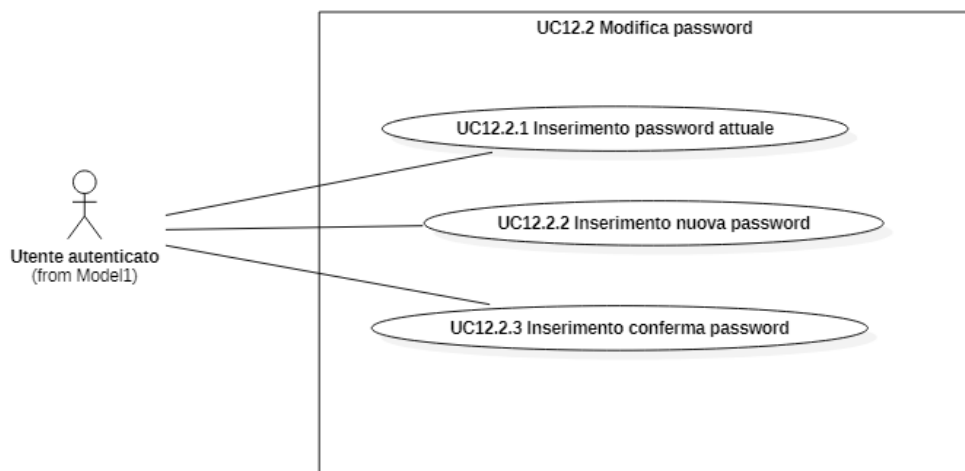 UC12.2 Modifica password
UC12.2.1 Inserimento password attuale
UC12.2.2 Inserimento nuova password
Utente autenticato
(from Model1)
UC12.2.3 Inserimento conferma password